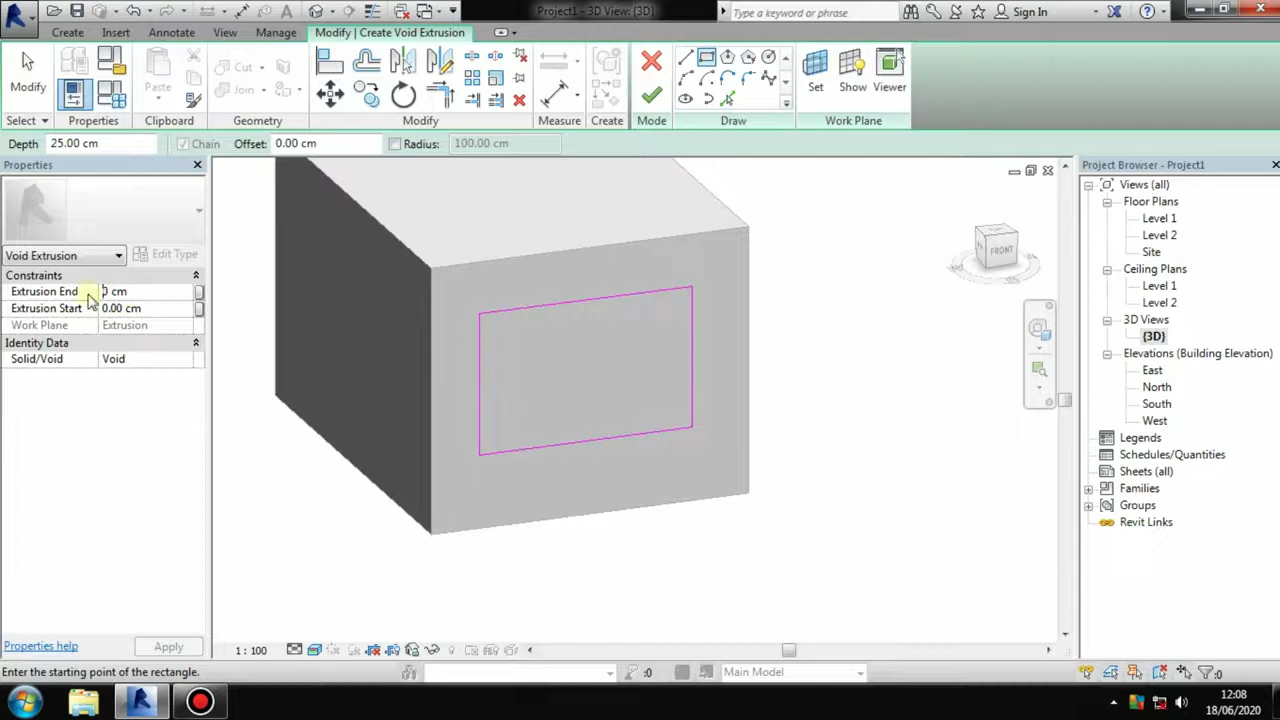 Project1 - 3D View: {3D}
Type a keyword or phrase
Sign In
Create
Insert
Annotate
View
Manage
Modify | Create Void Extrusion
Modify
Paste
Cut
Join
Set
Show
Viewer
Select
Properties
Clipboard
Geometry
Modify
Measure
Create
Mode
Draw
Work Plane
Depth 25.00 cm
Chain
Offset: 0.00 cm
Radius: 100.00 cm
Properties
Void Extrusion
Edit Type
Constraints
Extrusion End
cm
Extrusion Start 0.00 cm
Work Plane Extrusion
Identity Data
Solid/Void Void
Properties help
Apply
FRONT
Project Browser - Project1
Views (all)
Floor Plans
Level 1
Level 2
Site
Ceiling Plans
Level 1
Level 2
3D Views
{3D}
Elevations (Building Elevation)
East
North
South
West
Legends
Schedules/Quantities
Sheets (all)
Families
Groups
Revit Links
1 : 100
Enter the starting point of the rectangle.
:0
Main Model
:0
12:08
18/06/2020